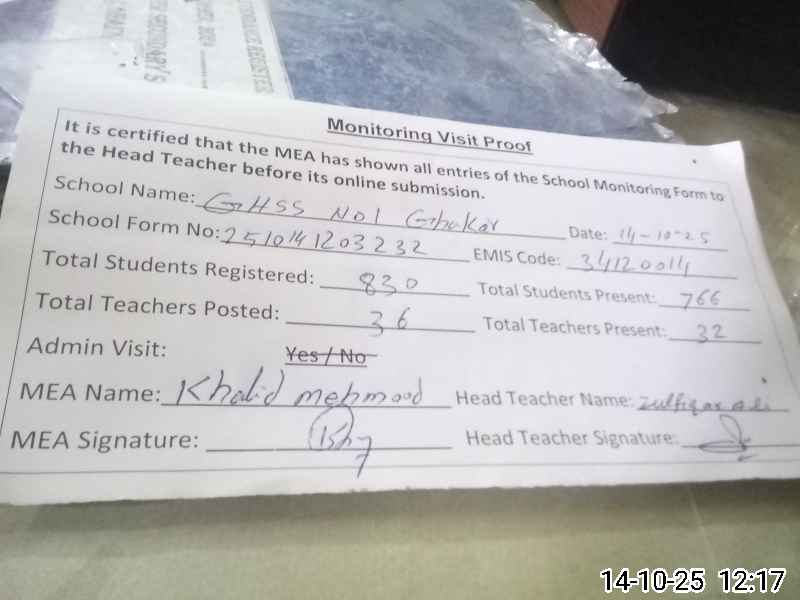 Monitoring Visit Proof
It is certified that the MEA has shown all entries of the School Monitoring Form to
the Head Teacher before its online submission.
School Name: GHSS NO1 Ghakar Date: 14-10-25
School Form No: 2510141203232 EMIS Code: 34120014
Total Students Registered: 830 Total Students Present: 766
Total Teachers Posted: 36 Total Teachers Present: 32
Admin Visit: Yes / No
MEA Name: Khalid mehmood Head Teacher Name: Zulfiqar Ali
MEA Signature: Head Teacher Signature:
14-10-25 12:17